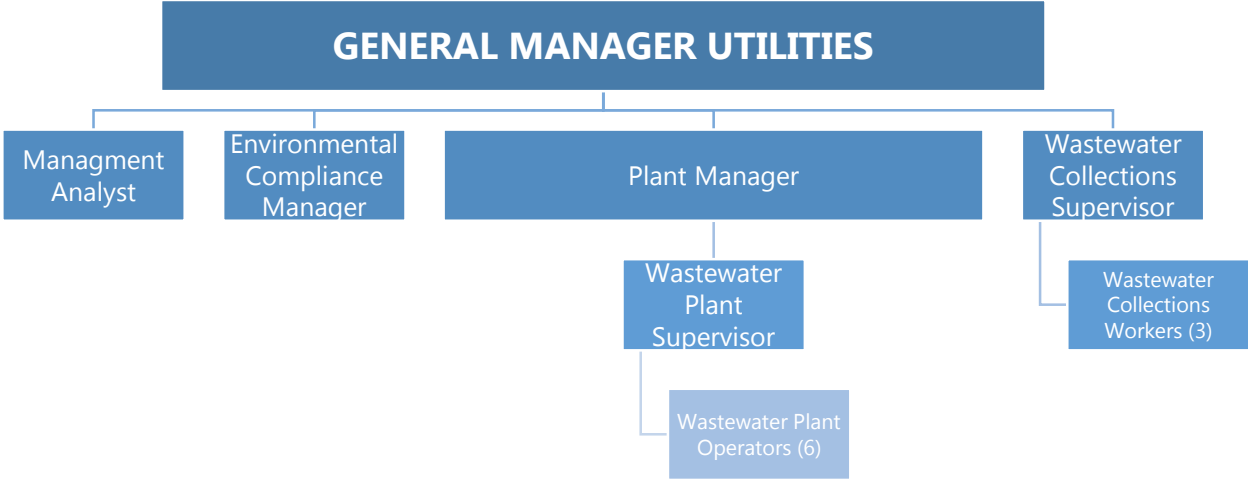 GENERAL MANAGER UTILITIES
Managment
Analyst
Environmental
Compliance
Manager
Plant Manager
Wastewater
Collections
Supervisor
Wastewater
Plant
Supervisor
Wastewater
Collections
Workers (3)
Wastewater Plant
Operators (6)